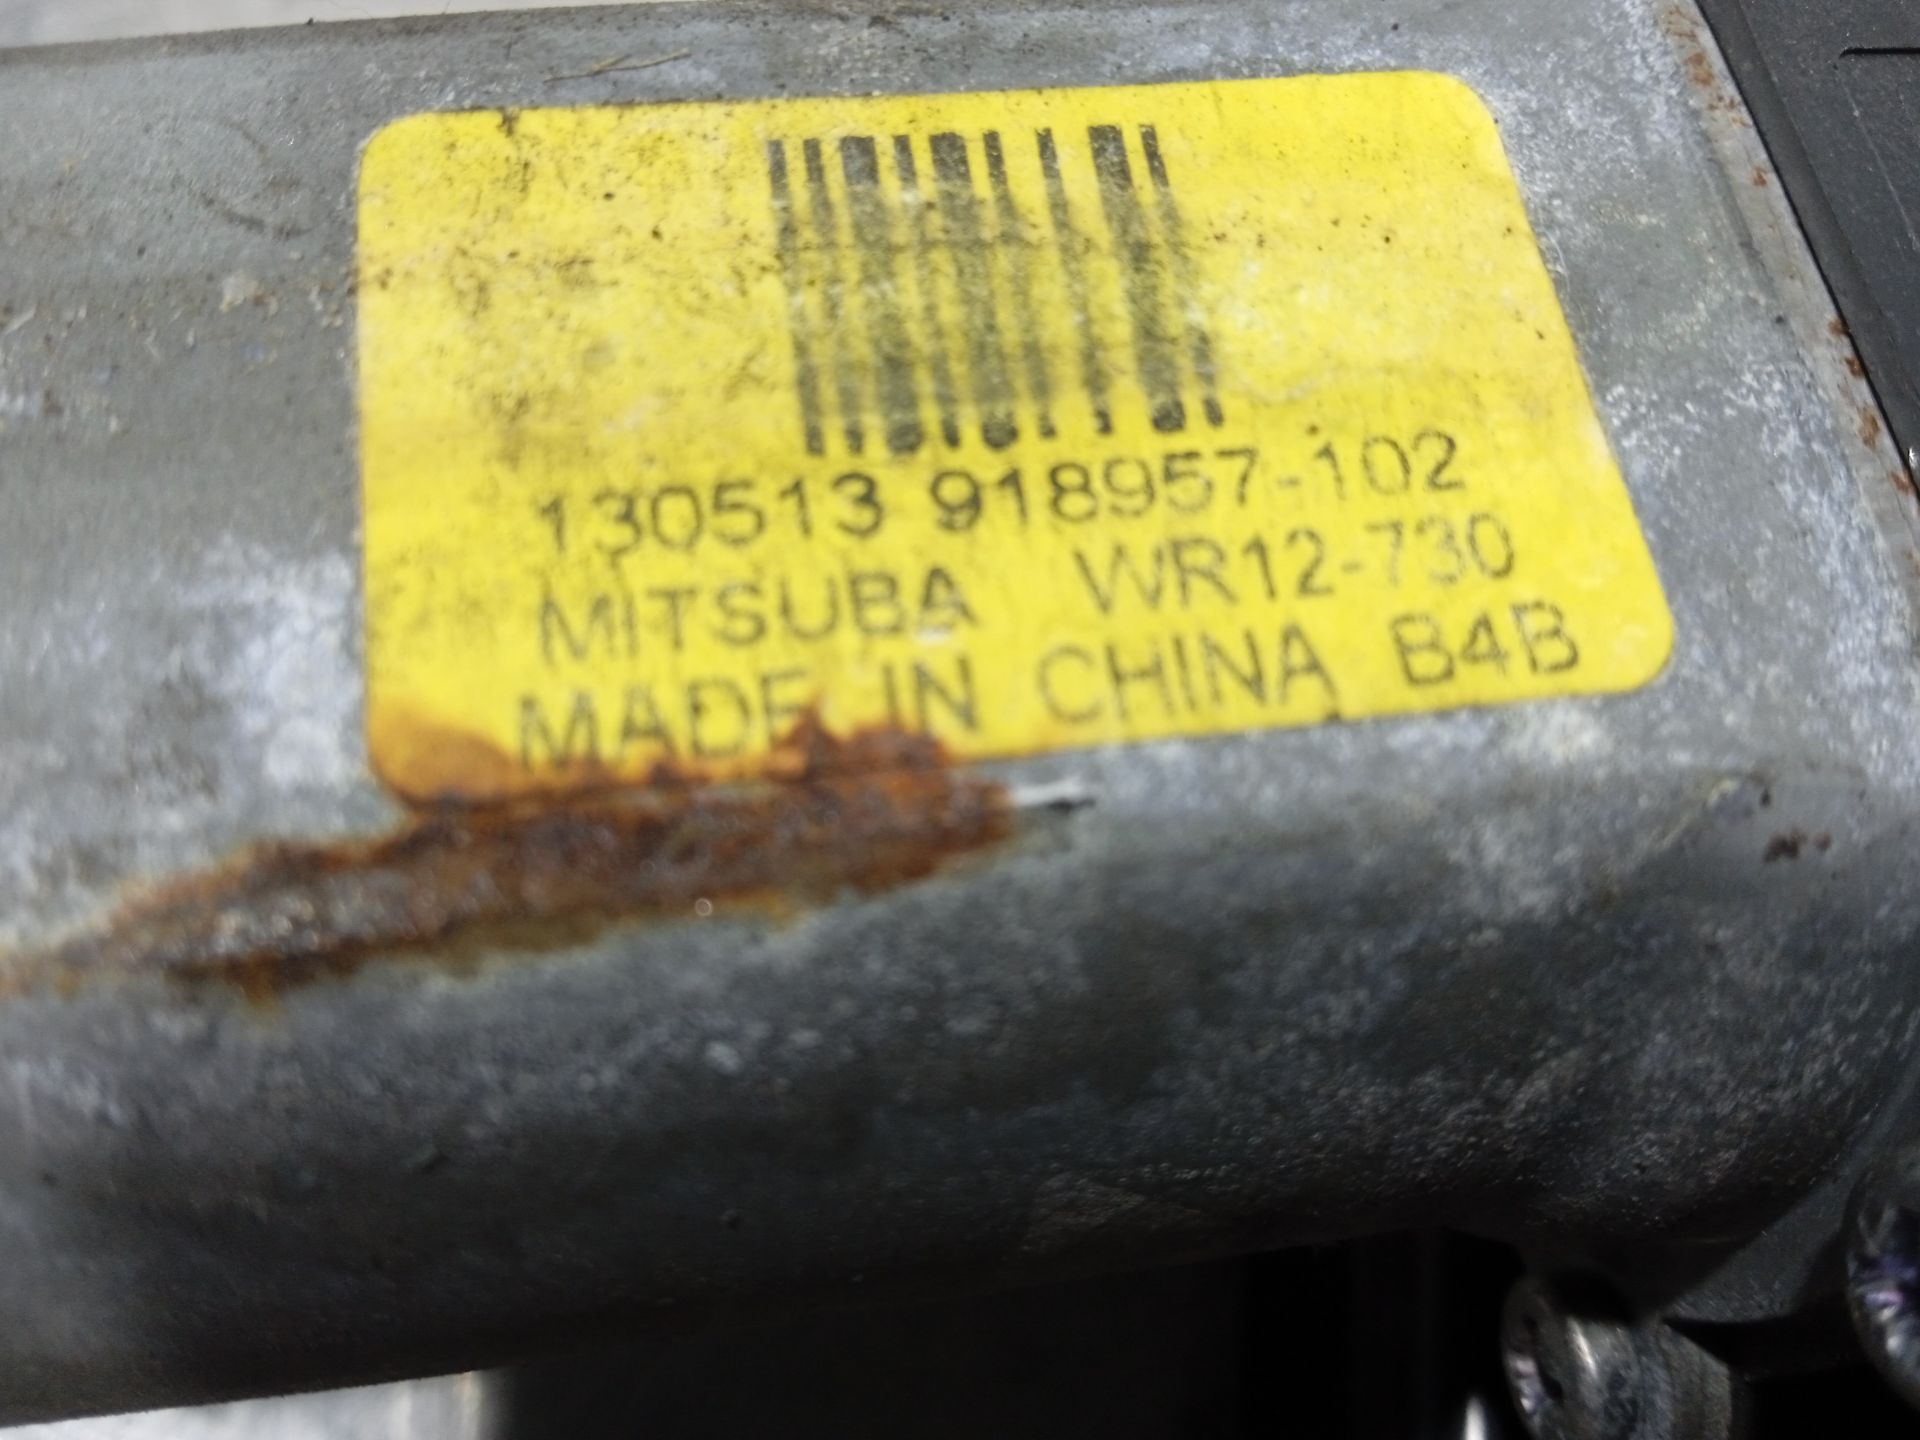 130513 918957-102
MITSUBA WR12-730
MADE IN CHINA B4B